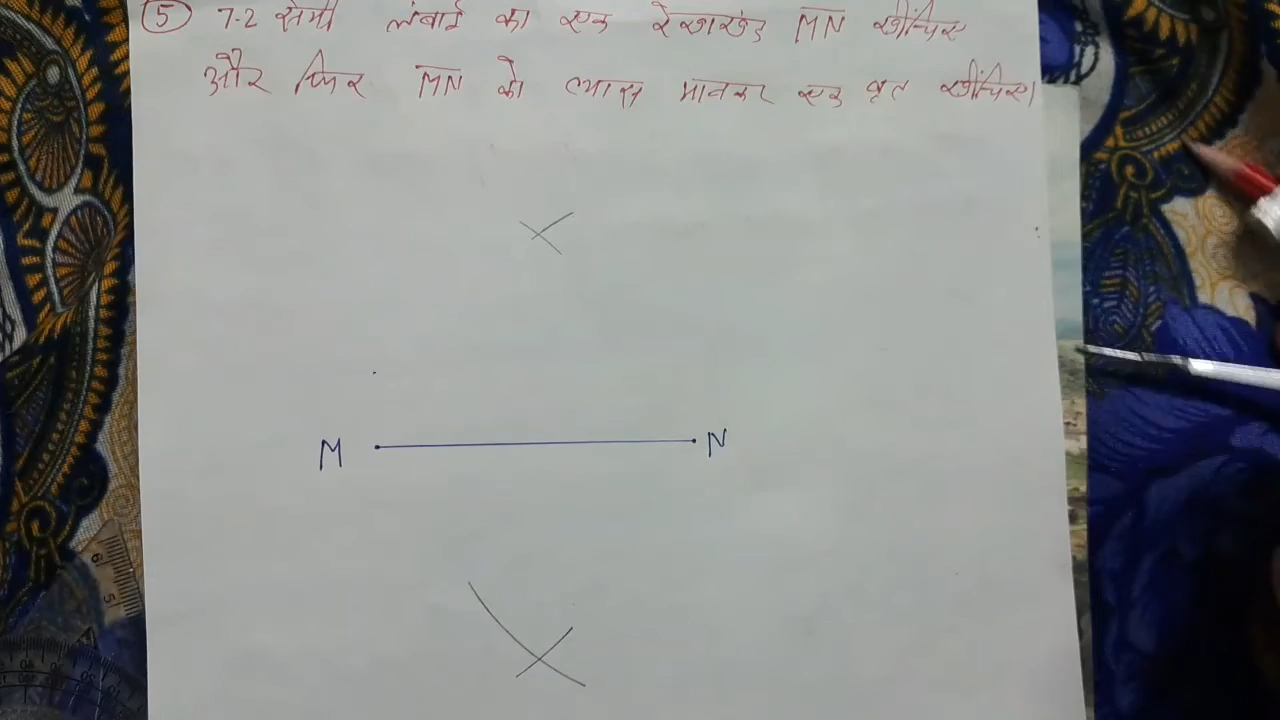 ⑤ 7.2 सेमी लंबाई का एक रेखाखंड MN खींचिए
और फिर MN को व्यास मानकर एक वृत खींचिए।
M N